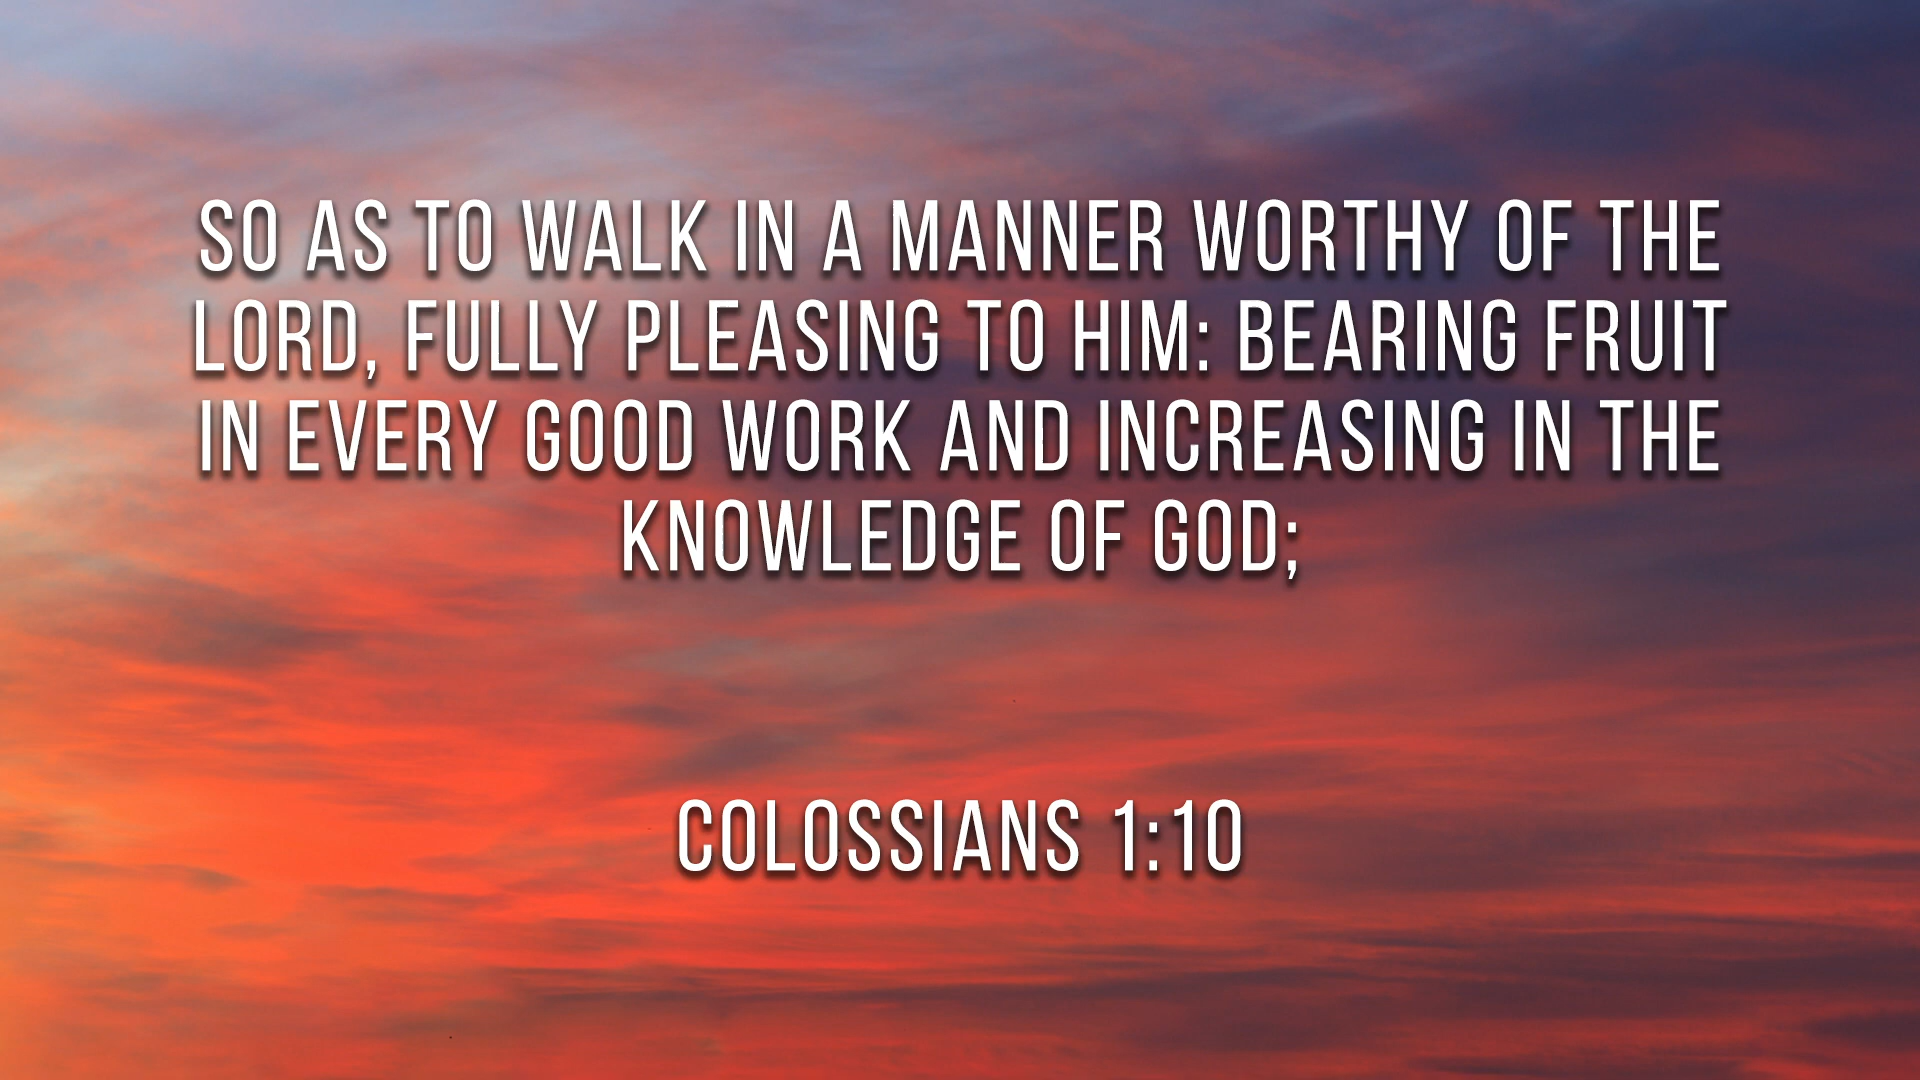 SO AS TO WALK IN A MANNER WORTHY OF THE
LORD, FULLY PLEASING TO HIM: BEARING FRUIT
IN EVERY GOOD WORK AND INCREASING IN THE
KNOWLEDGE OF GOD;
COLOSSIANS 1:10